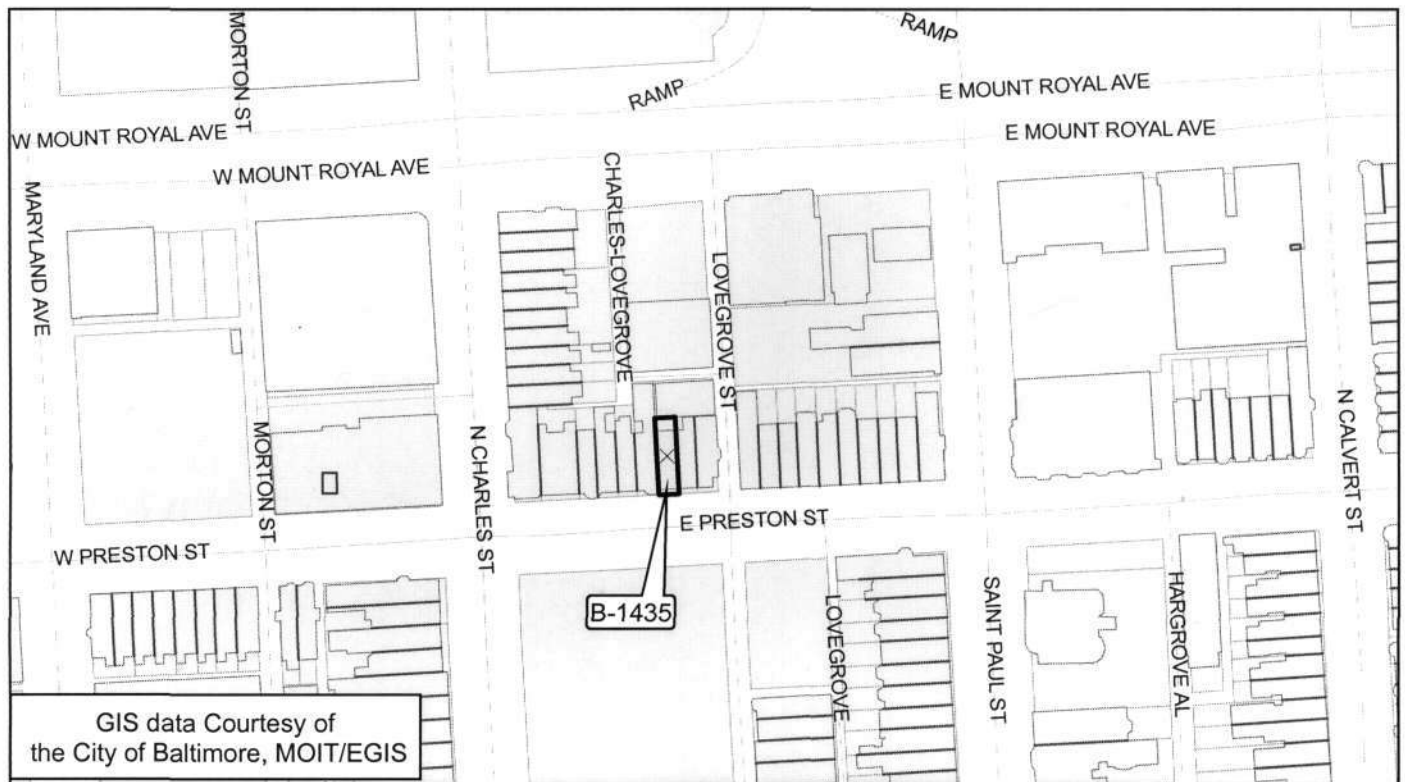 MORTON ST
RAMP
RAMP
E MOUNT ROYAL AVE
W MOUNT ROYAL AVE
E MOUNT ROYAL AVE
W MOUNT ROYAL AVE
MARYLAND AVE
CHARLES-LOVEGROVE
LOVEGROVE ST
MORTON ST
N CHARLES ST
N CALVERT ST
E PRESTON ST
W PRESTON ST
B-1435
LOVEGROVE
SAINT PAUL ST
HARGROVE AL
GIS data Courtesy of
the City of Baltimore, MOIT/EGIS